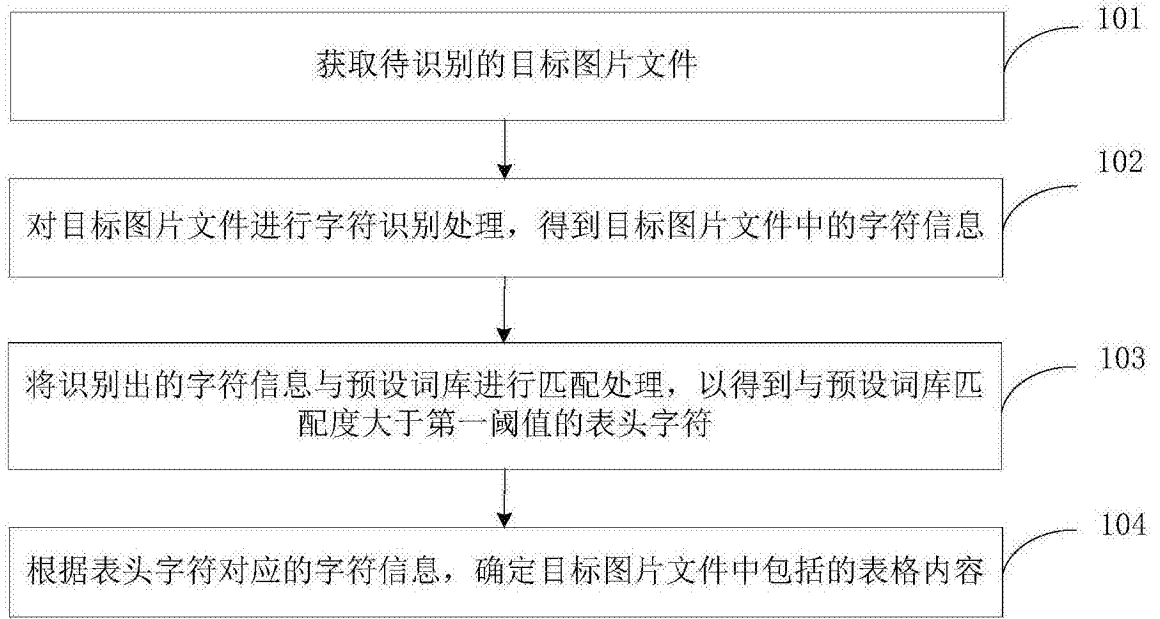 101
获取待识别的目标图片文件
102
对目标图片文件进行字符识别处理，得到目标图片文件中的字符信息
103
将识别出的字符信息与预设词库进行匹配处理，以得到与预设词库匹
配度大于第一阈值的表头字符
104
根据表头字符对应的字符信息，确定目标图片文件中包括的表格内容